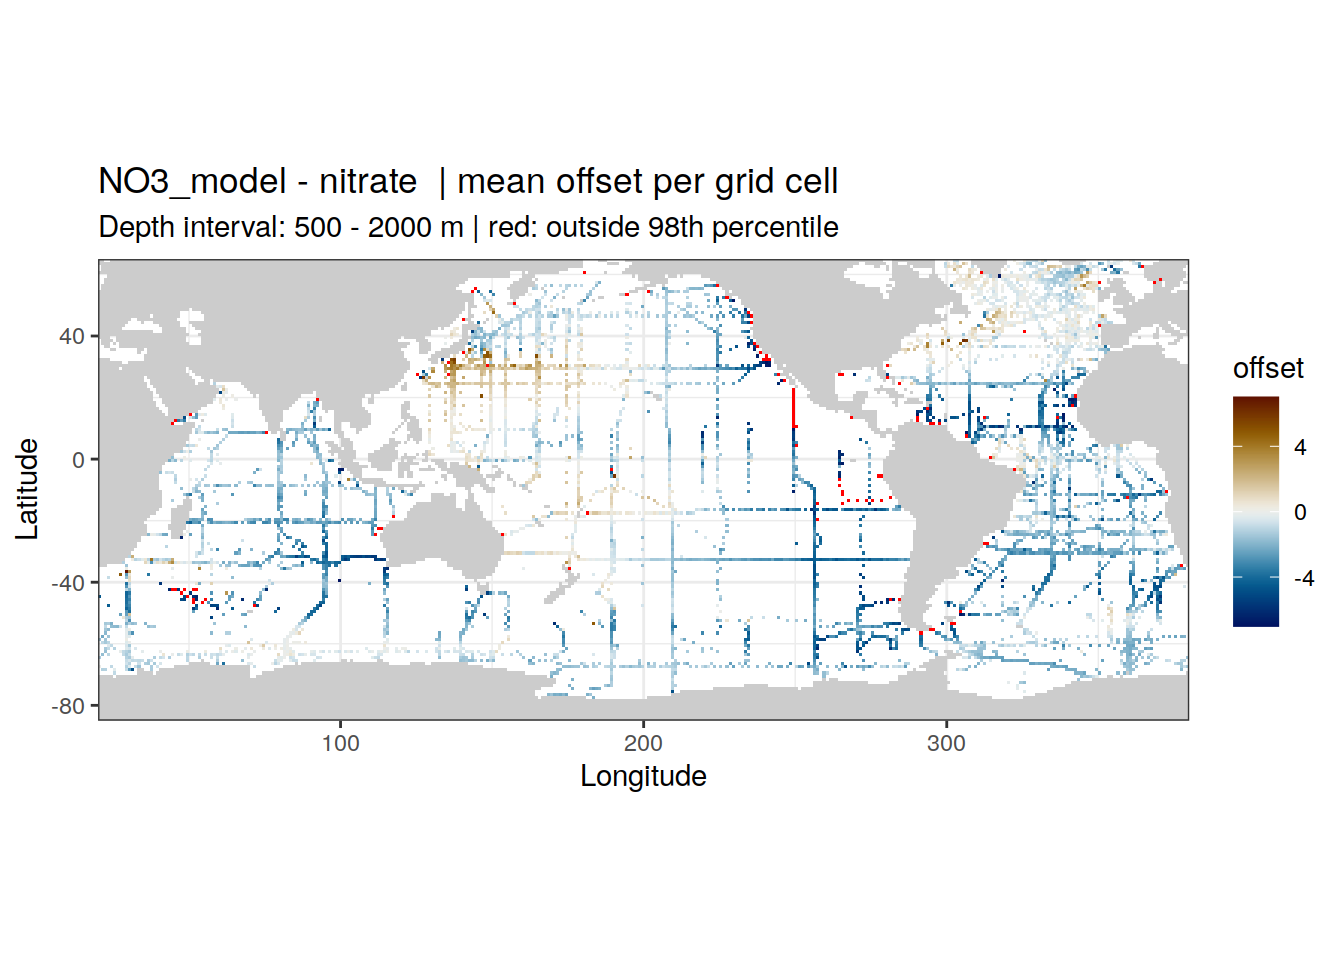 NO3_model - nitrate  | mean offset per grid cell
Depth interval: 500 - 2000 m | red: outside 98th percentile
offset
4
0
-4
40
0
-40
-80
Latitude
100
200
300
Longitude